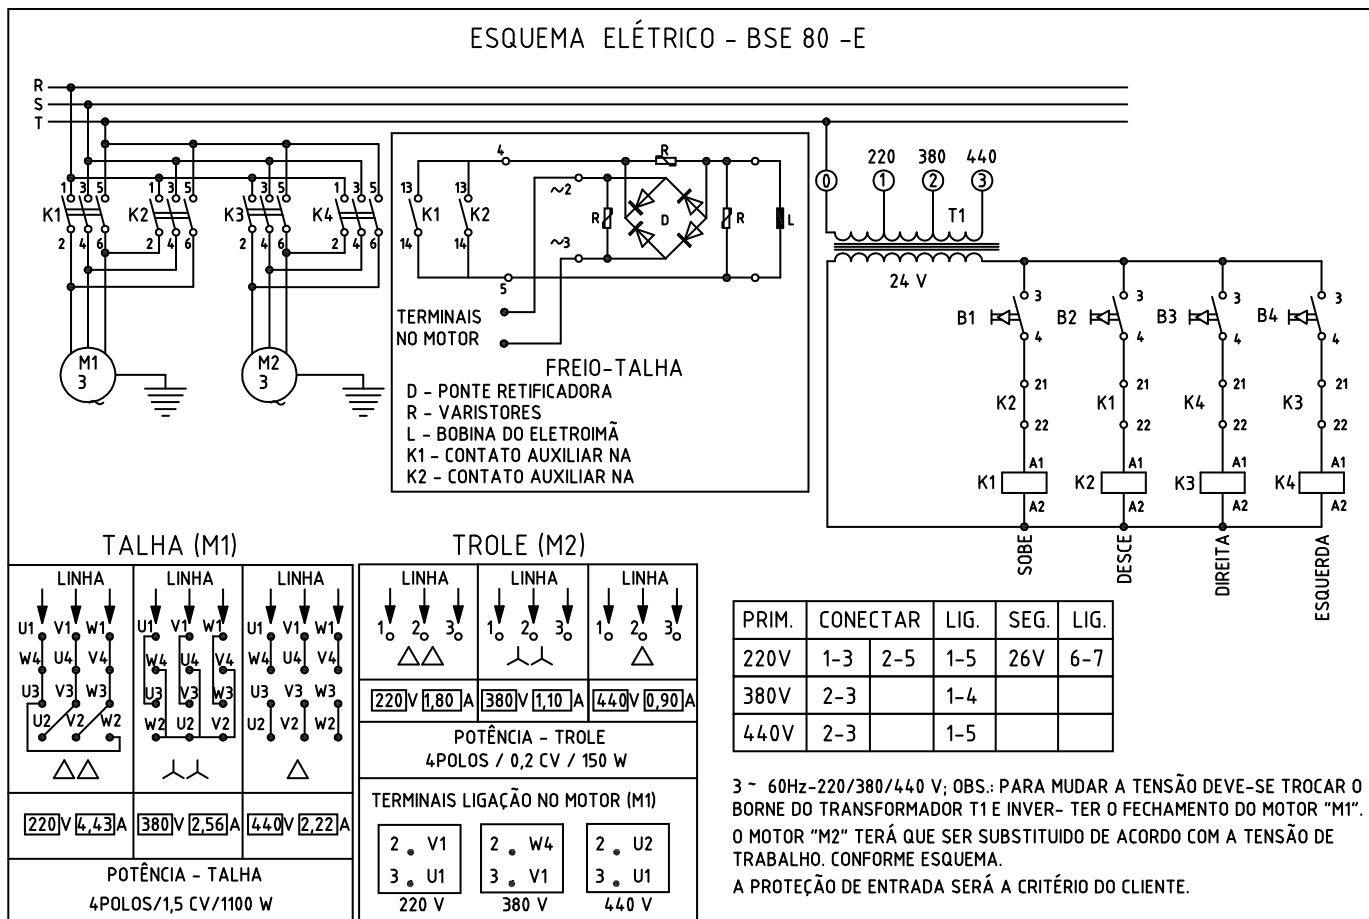 ESQUEMA ELÉTRICO - BSE 80 -E
R
S
T
1 3 5 1 3 5 1 3 5 1 3 5
K1 K2 K3 K4
2 4 6 2 4 6 2 4 6 2 4 6
M1
3
~
M2
3
~
4
R
13 13
~2
K1 K2
R D R L
14 14
~3
5
TERMINAIS
NO MOTOR
FREIO-TALHA
D - PONTE RETIFICADORA
R - VARISTORES
L - BOBINA DO ELETROIMÃ
K1 - CONTATO AUXILIAR NA
K2 - CONTATO AUXILIAR NA
220 380 440
0 1 2 3
T1
24 V
3 3 3 3
B1 B2 B3 B4
4 4 4 4
21 21 21 21
K2 K1 K4 K3
22 22 22 22
A1 A1 A1 A1
K1 K2 K3 K4
A2 A2 A2 A2
SOBE
DESCE
DIREITA
ESQUERDA
TALHA (M1)
LINHA LINHA LINHA
U1 V1 W1 U1 V1 W1 U1 V1 W1
W4 U4 V4 W4 U4 V4 W4 U4 V4
U3 V3 W3 U3 V3 W3 U3 V3 W3
U2 V2 W2 W2 U2 V2 U2 V2 W2
220 V 4,43 A 380 V 2,56 A 440 V 2,22 A
POTÊNCIA - TALHA
4POLOS/1,5 CV/1100 W
TROLE (M2)
LINHA LINHA LINHA
1 2 3 1 2 3 1 2 3
220 V 1,80 A 380 V 1,10 A 440 V 0,90 A
POTÊNCIA - TROLE
4POLOS / 0,2 CV / 150 W
TERMINAIS LIGAÇÃO NO MOTOR (M1)
2 V1 2 W4 2 U2
3 U1 3 V1 3 U1
220 V 380 V 440 V
PRIM. CONECTAR LIG. SEG. LIG.
220V 1-3 2-5 1-5 26V 6-7
380V 2-3 1-4
440V 2-3 1-5
3 ~ 60Hz-220/380/440 V; OBS.: PARA MUDAR A TENSÃO DEVE-SE TROCAR O
BORNE DO TRANSFORMADOR T1 E INVER- TER O FECHAMENTO DO MOTOR "M1".
O MOTOR "M2" TERÁ QUE SER SUBSTITUIDO DE ACORDO COM A TENSÃO DE
TRABALHO. CONFORME ESQUEMA.
A PROTEÇÃO DE ENTRADA SERÁ A CRITÉRIO DO CLIENTE.